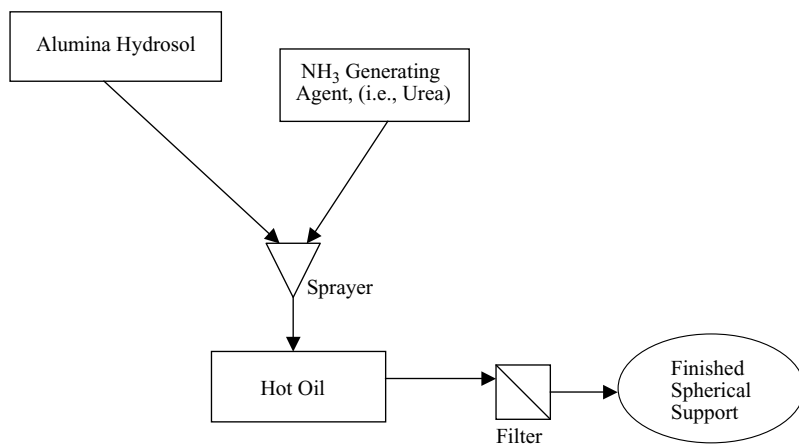 Alumina Hydrosol
NH₃ Generating
Agent, (i.e., Urea)
Sprayer
Hot Oil
Filter
Finished
Spherical
Support